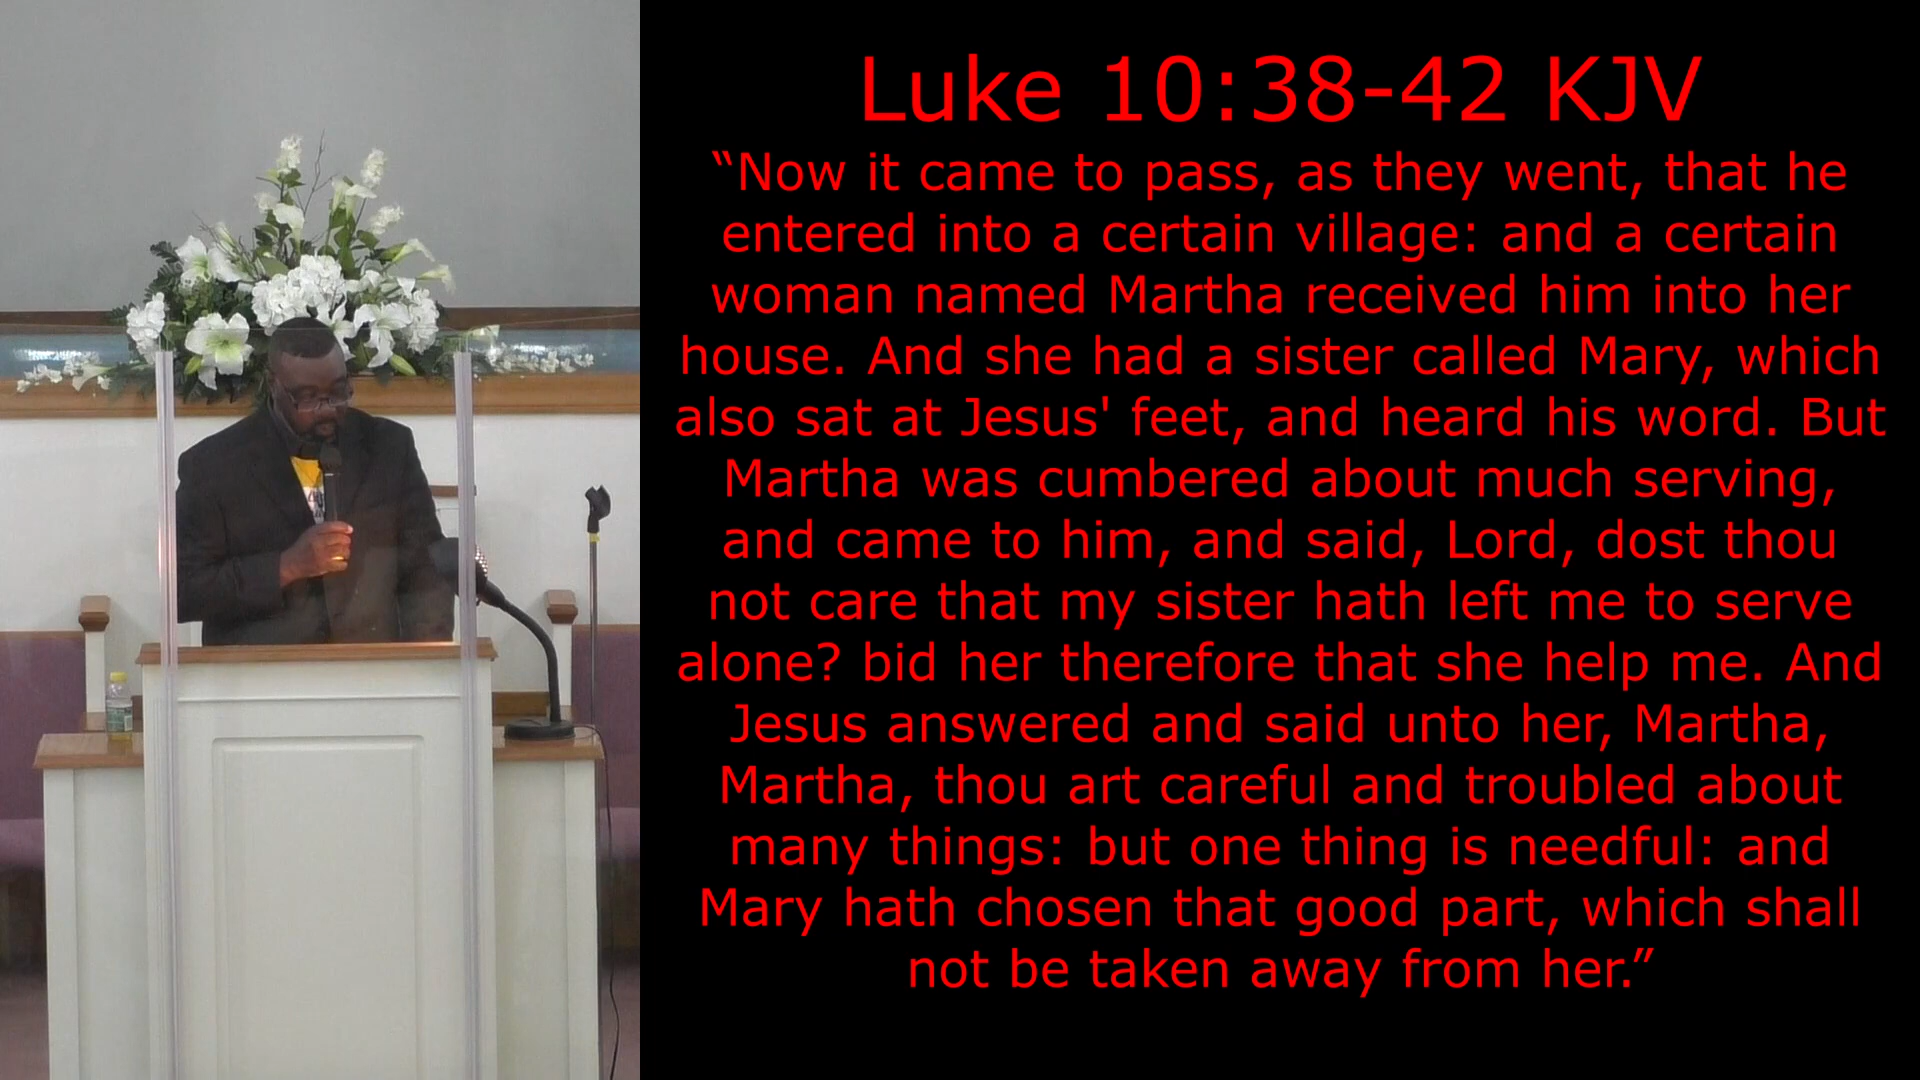 Luke 10:38-42 KJV
“Now it came to pass, as they went, that he
entered into a certain village: and a certain
woman named Martha received him into her
house. And she had a sister called Mary, which
also sat at Jesus' feet, and heard his word. But
Martha was cumbered about much serving,
and came to him, and said, Lord, dost thou
not care that my sister hath left me to serve
alone? bid her therefore that she help me. And
Jesus answered and said unto her, Martha,
Martha, thou art careful and troubled about
many things: but one thing is needful: and
Mary hath chosen that good part, which shall
not be taken away from her.”